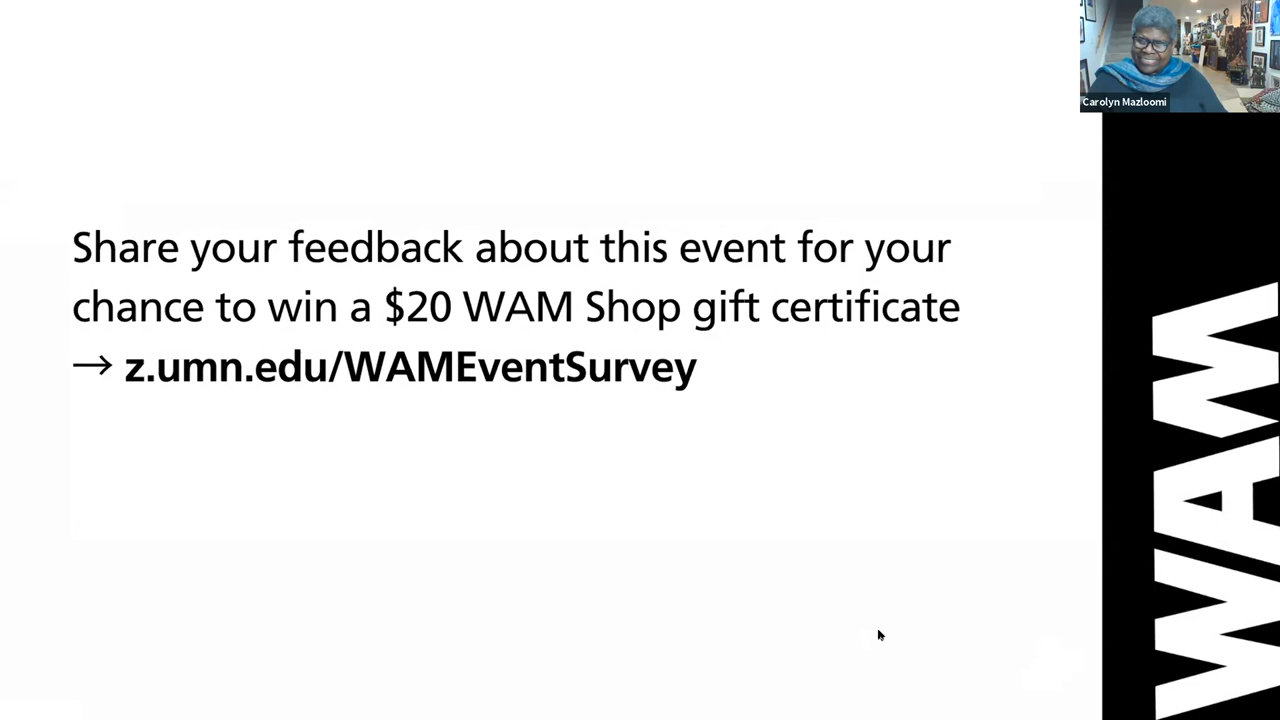 Carolyn Mazloomi
Share your feedback about this event for your
chance to win a $20 WAM Shop gift certificate
→ z.umn.edu/WAMEventSurvey
WAM